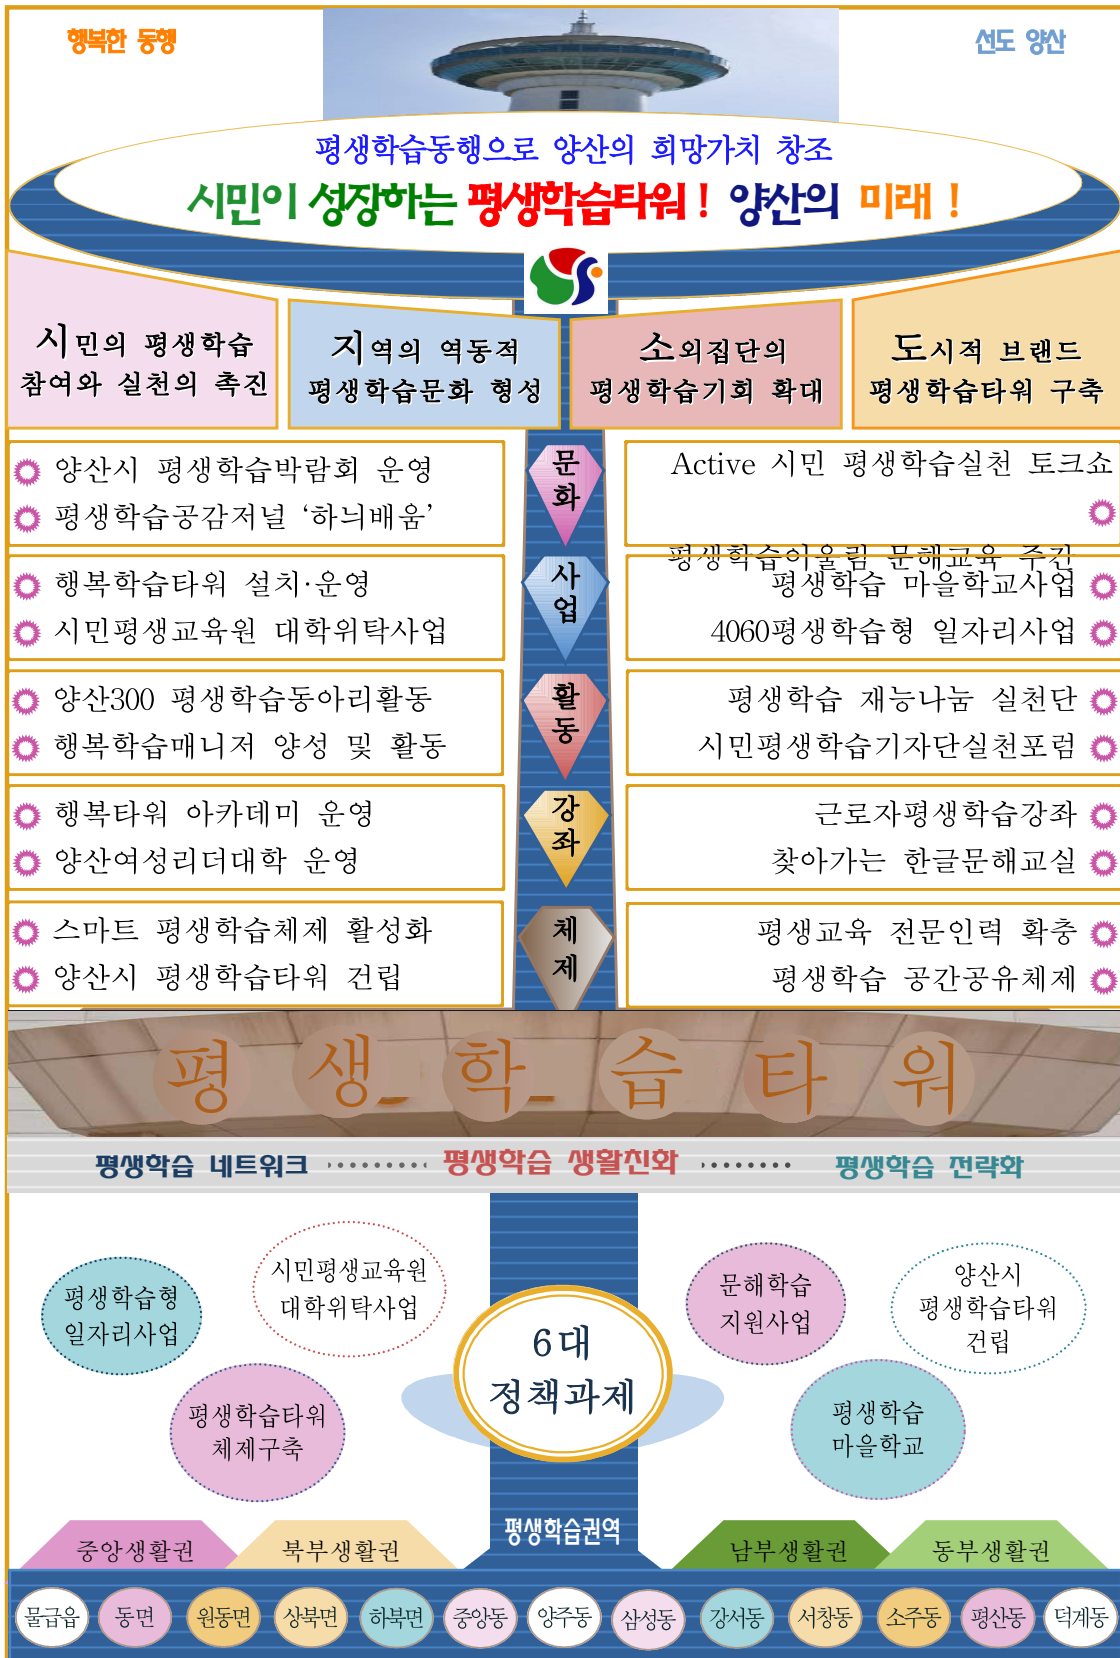 행복한 동행
선도 양산
평생학습동행으로 양산의 희망가치 창조
시민이 성장하는 평생학습타워! 양산의 미래!
시민의 평생학습
참여와 실천의 촉진
지역의 역동적
평생학습문화 형성
소외집단의
평생학습기회 확대
도시적 브랜드
평생학습타워 구축
양산시 평생학습박람회 운영
평생학습공감저널 ‘하늬배움’
문
화
Active 시민 평생학습실천 토크쇼
평생학습어울림 문해교육 주간
행복학습타워 설치·운영
시민평생교육원 대학위탁사업
사
업
평생학습 마을학교사업
4060평생학습형 일자리사업
양산300 평생학습동아리활동
행복학습매니저 양성 및 활동
활
동
평생학습 재능나눔 실천단
시민평생학습기자단실천포럼
행복타워 아카데미 운영
양산여성리더대학 운영
강
좌
근로자평생학습강좌
찾아가는 한글문해교실
스마트 평생학습체제 활성화
양산시 평생학습타워 건립
체
제
평생교육 전문인력 확충
평생학습 공간공유체제
평생학습타워
평생학습 네트워크 ········ 평생학습 생활친화 ········ 평생학습 전략화
평생학습형
일자리사업
시민평생교육원
대학위탁사업
평생학습타워
체제구축
6대
정책과제
문해학습
지원사업
양산시
평생학습타워
건립
평생학습
마을학교
평생학습권역
중앙생활권
북부생활권
남부생활권
동부생활권
물금읍 동면 원동면 상북면 하북면 중앙동 양주동 삼성동 강서동 서창동 소주동 평산동 덕계동